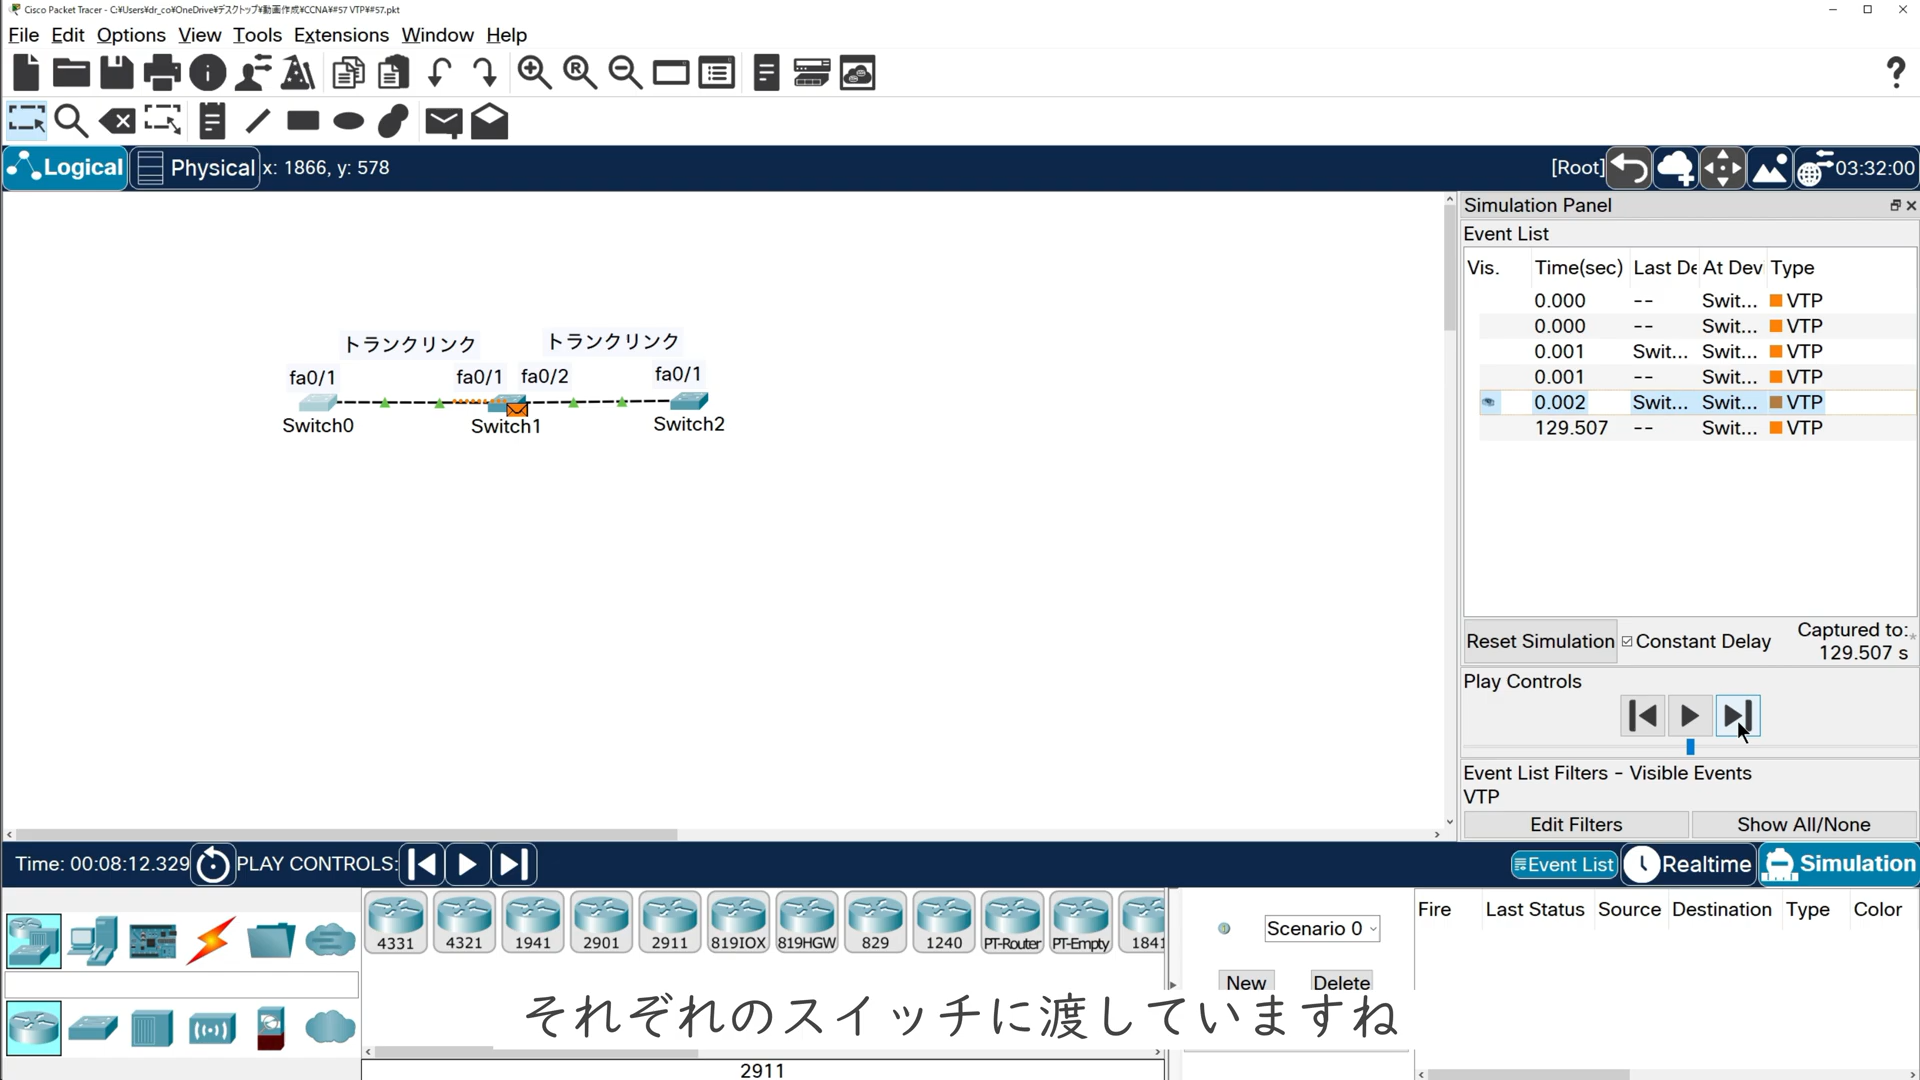 Cisco Packet Tracer - C:¥Users¥dr_co¥OneDrive¥デスクトップ¥動画作成¥CCNA¥#57 VTP¥#57.pkt
File Edit Options View Tools Extensions Window Help
Logical Physical x: 1866, y: 578 [Root] 03:32:00
Simulation Panel
Event List
Vis. Time(sec) Last De At Dev Type
0.000 -- Swit... VTP
0.000 -- Swit... VTP
0.001 Swit... Swit... VTP
0.001 -- Swit... VTP
0.002 Swit... Swit... VTP
129.507 -- Swit... VTP
トランクリンク トランクリンク
fa0/1 fa0/1 fa0/2 fa0/1
Switch0 Switch1 Switch2
Reset Simulation Constant Delay Captured to:
129.507 s
Play Controls
Event List Filters - Visible Events
VTP
Edit Filters Show All/None
Time: 00:08:12.329 PLAY CONTROLS: Event List Realtime Simulation
4331 4321 1941 2901 2911 819IOX 819HGW 829 1240 PT-Router PT-Empty 1841
Scenario 0
New Delete
Fire Last Status Source Destination Type Color
それぞれのスイッチに渡していますね
2911